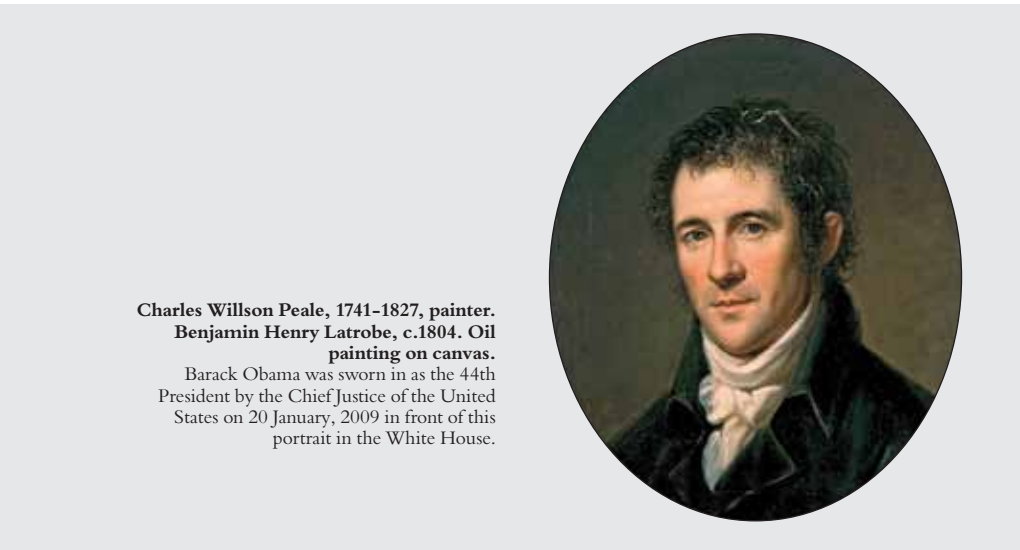 Charles Willson Peale, 1741-1827, painter.
Benjamin Henry Latrobe, c.1804. Oil
painting on canvas.
Barack Obama was sworn in as the 44th
President by the Chief Justice of the United
States on 20 January, 2009 in front of this
portrait in the White House.